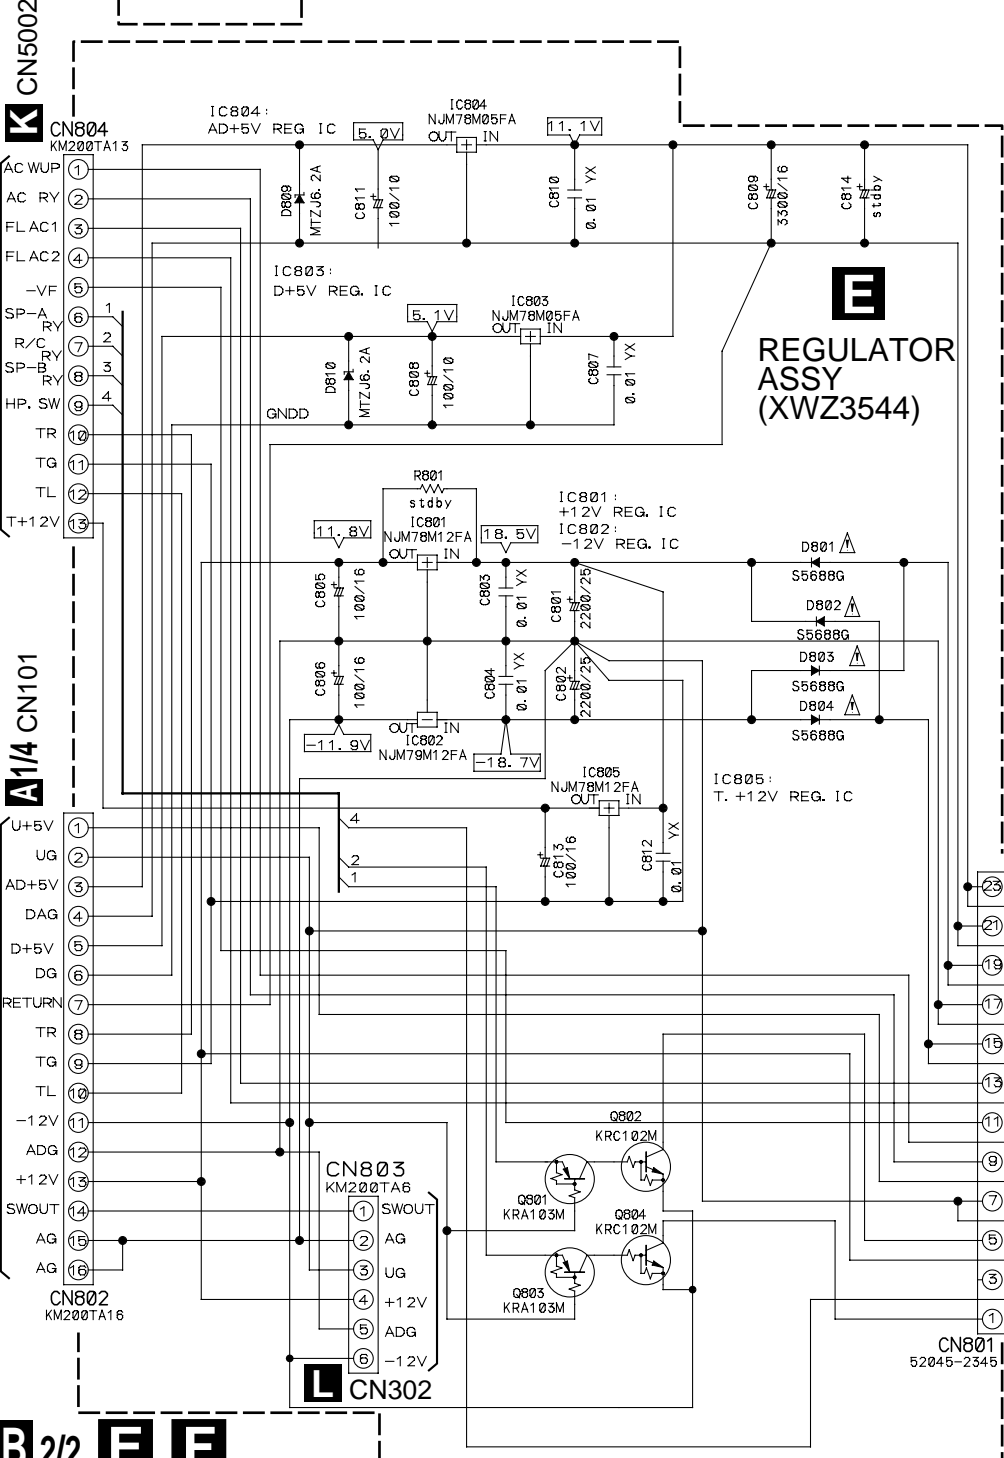 K CN5002
CN804
KM200TA13
AC WUP 1
AC RY 2
FL AC1 3
FL AC2 4
-VF 5
SP-A RY 6
R/C RY 7
SP-B RY 8
HP. SW 9
TR 10
TG 11
TL 12
T+12V 13
1
2
3
4
IC804:
AD+5V REG IC
5.0V
IC804
NJM78M05FA
OUT + IN
11.1V
D809
MTZJ6.2A
C811
100/10
C810
0.01 YX
C809
3300/16
C814
stdby
IC803:
D+5V REG. IC
5.1V
IC803
NJM78M05FA
OUT + IN
D810
MTZJ6.2A
C808
100/10
C807
0.01 YX
GNDD
E
REGULATOR
ASSY
(XWZ3544)
R801
stdby
IC801
NJM78M12FA
OUT + IN
11.8V
18.5V
IC801:
+12V REG. IC
IC802:
-12V REG. IC
C805
100/16
C803
0.01 YX
C801
2200/25
D801
S5688G
D802
S5688G
D803
S5688G
D804
S5688G
C806
100/16
C804
0.01 YX
C802
2200/25
OUT - IN
IC802
NJM79M12FA
-11.9V
-18.7V
IC805
NJM78M12FA
OUT + IN
IC805:
T. +12V REG. IC
C813
100/16
C812
0.01 YX
4
2
1
A1/4 CN101
U+5V 1
UG 2
AD+5V 3
DAG 4
D+5V 5
DG 6
RETURN 7
TR 8
TG 9
TL 10
-12V 11
ADG 12
+12V 13
SWOUT 14
AG 15
AG 16
CN802
KM200TA16
CN803
KM200TA6
1 SWOUT
2 AG
3 UG
4 +12V
5 ADG
6 -12V
L CN302
Q802
KRC102M
Q801
KRA103M
Q804
KRC102M
Q803
KRA103M
23
21
19
17
15
13
11
9
7
5
3
1
CN801
52045-2345
B 2/2